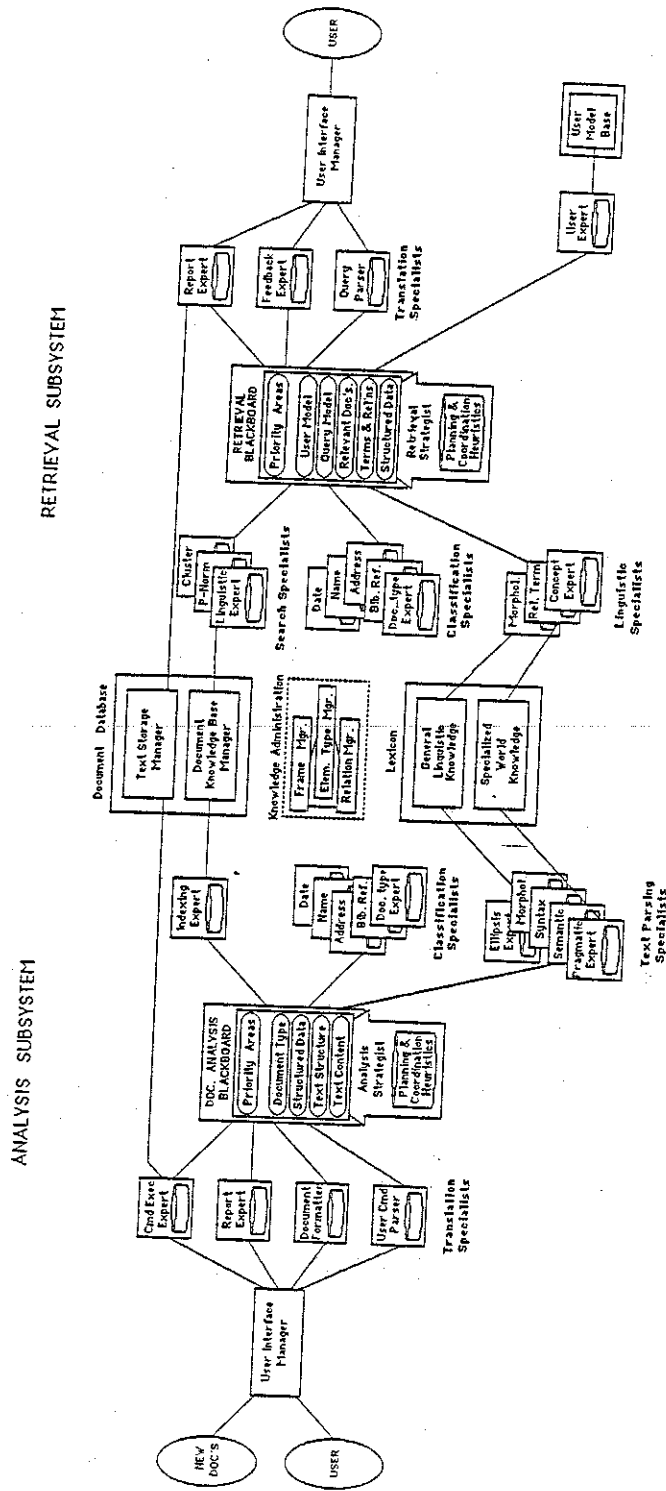 ANALYSIS SUBSYSTEM
RETRIEVAL SUBSYSTEM
NEW
DOC'S
USER
User Interface
Manager
Cmd Exec
Expert
Report
Expert
Document
Formatter
User Cmd
Parser
Translation
Specialists
DOC. ANALYSIS
BLACKBOARD
Priority Areas
Document Type
Structured Data
Text Structure
Text Content
Analysis
Strategist
Planning &
Coordination
Heuristics
Indexing
Expert
Date
Name
Address
Bib. Ref.
Doc. type
Expert
Classification
Specialists
Ellipsis
Expert
Morphol.
Syntax
Semantic
Pragmatic
Expert
Text Parsing
Specialists
Document Database
Text Storage
Manager
Document
Knowledge Base
Manager
Knowledge Administration
Frame Mgr.
Elem. Type Mgr.
Relation Mgr.
Lexicon
General
Linguistic
Knowledge
Specialized
World
Knowledge
Cluster
P-Norm
Linguistic
Expert
Search Specialists
Date
Name
Address
Bib. Ref.
Doc. type
Expert
Classification
Specialists
Morphol.
Rel. Term
Concept
Expert
Linguistic
Specialists
RETRIEVAL
BLACKBOARD
Priority Areas
User Model
Query Model
Relevant Doc's.
Terms & Rel'ns
Structured Data
Retrieval
Strategist
Planning &
Coordination
Heuristics
Report
Expert
Feedback
Expert
Query
Parser
Translation
Specialists
User Interface
Manager
USER
User
Expert
User
Model
Base